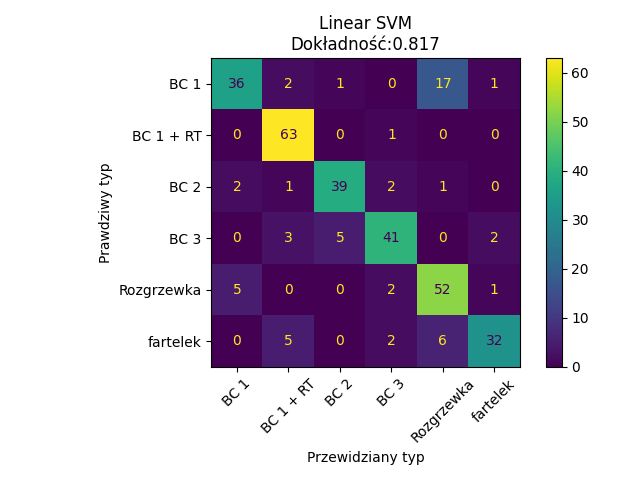 Linear SVM
Dokładność:0.817
BC 1 36 2 1 0 17 1
BC 1 + RT 0 63 0 1 0 0
BC 2 2 1 39 2 1 0
BC 3 0 3 5 41 0 2
Rozgrzewka 5 0 0 2 52 1
fartelek 0 5 0 2 6 32
BC 1 BC 1 + RT BC 2 BC 3 Rozgrzewka fartelek
Przewidziany typ
Prawdziwy typ
60
50
40
30
20
10
0